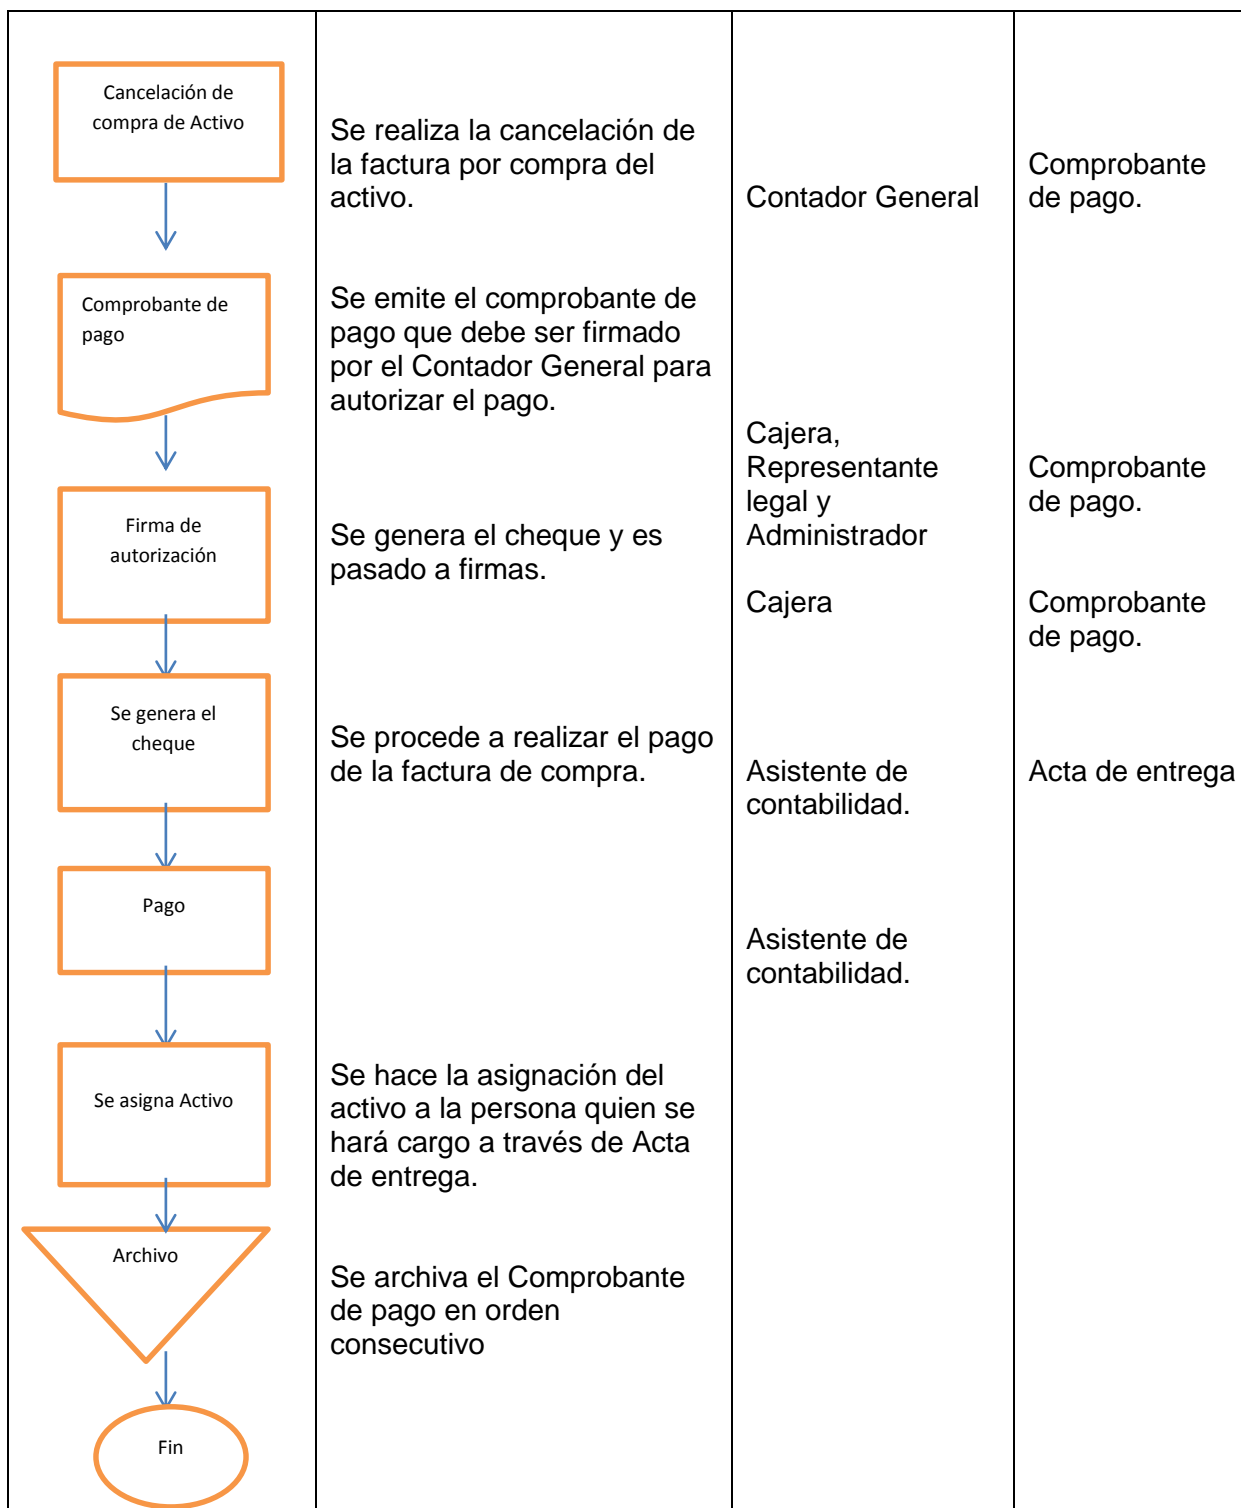 Cancelación de
compra de Activo
Comprobante de
pago
Firma de
autorización
Se genera el
cheque
Pago
Se asigna Activo
Archivo
Fin
Se realiza la cancelación de
la factura por compra del
activo.
Se emite el comprobante de
pago que debe ser firmado
por el Contador General para
autorizar el pago.
Se genera el cheque y es
pasado a firmas.
Se procede a realizar el pago
de la factura de compra.
Se hace la asignación del
activo a la persona quien se
hará cargo a través de Acta
de entrega.
Se archiva el Comprobante
de pago en orden
consecutivo
Contador General
Cajera,
Representante
legal y
Administrador
Cajera
Asistente de
contabilidad.
Asistente de
contabilidad.
Comprobante
de pago.
Comprobante
de pago.
Comprobante
de pago.
Acta de entrega